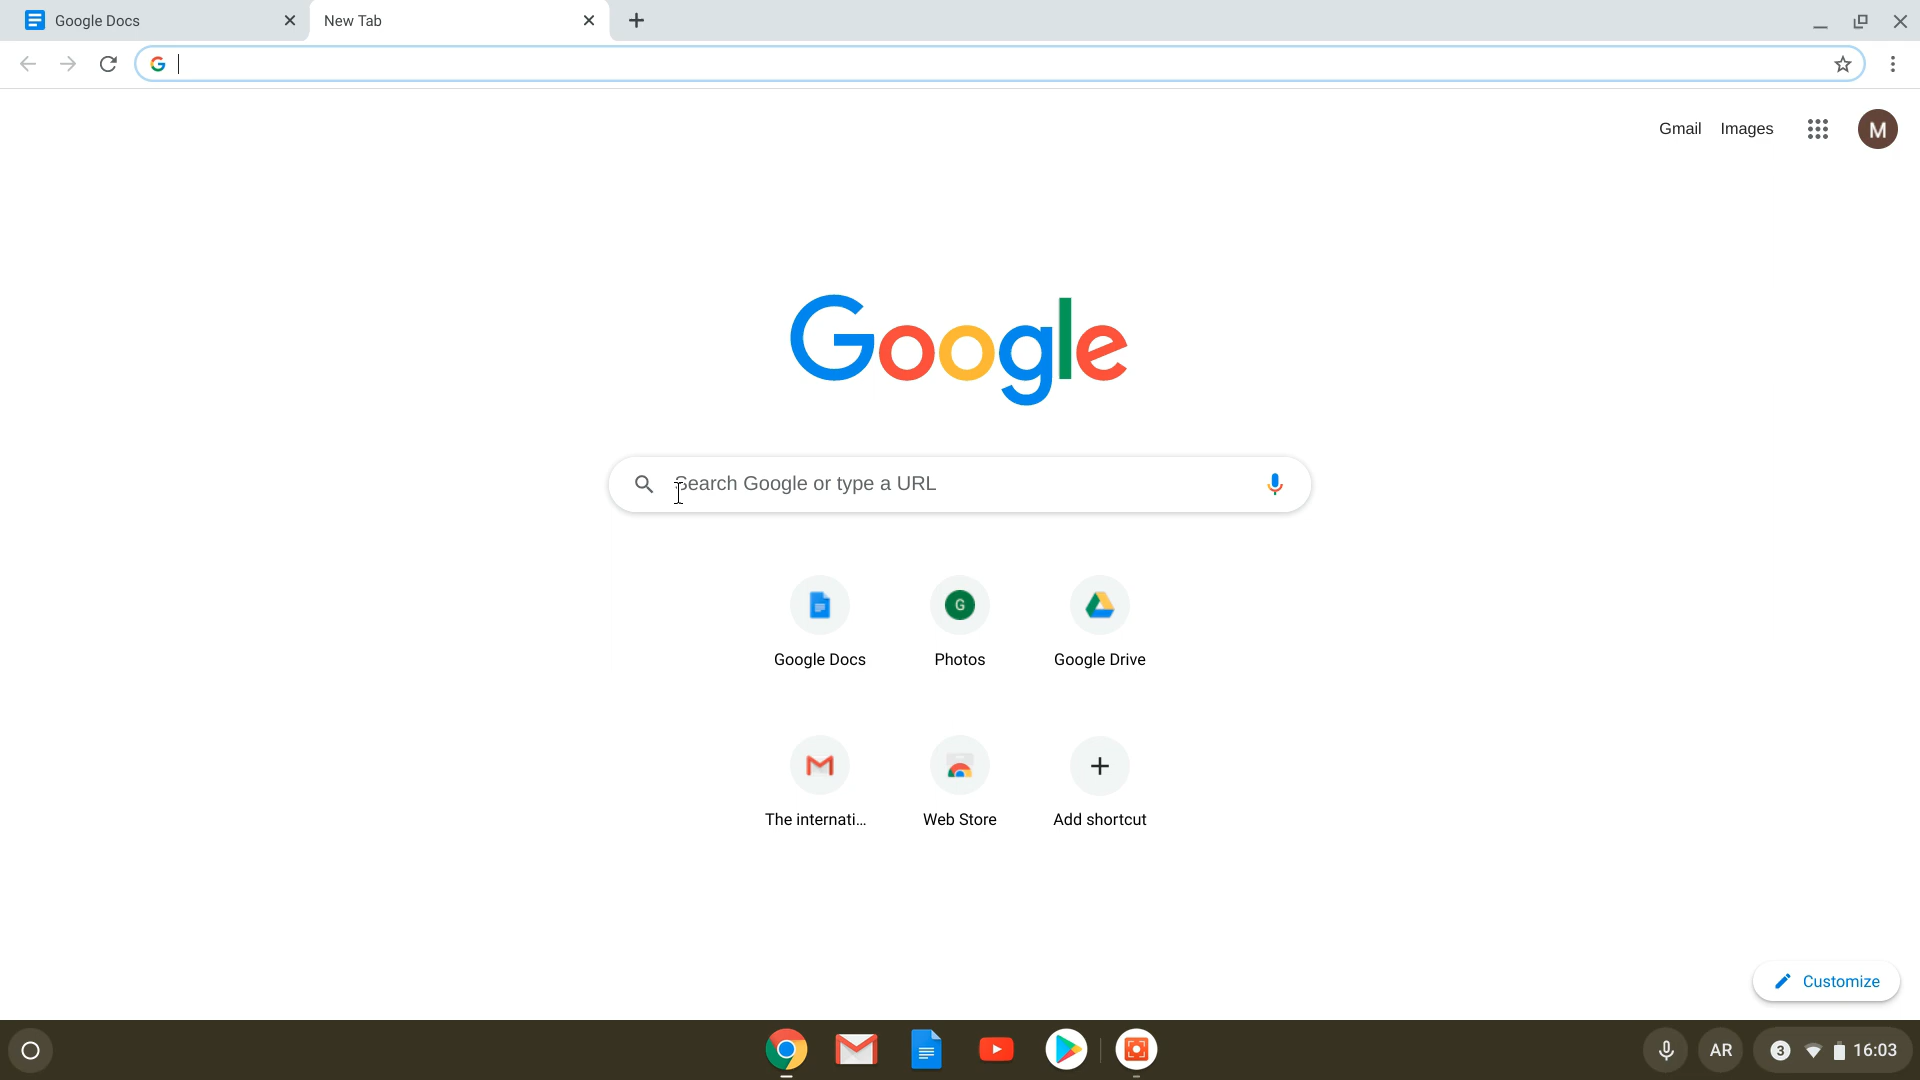 Google Docs
New Tab
Gmail Images
M
Google
Search Google or type a URL
G
Google Docs Photos Google Drive
The internati... Web Store Add shortcut
Customize
AR 3 16:03